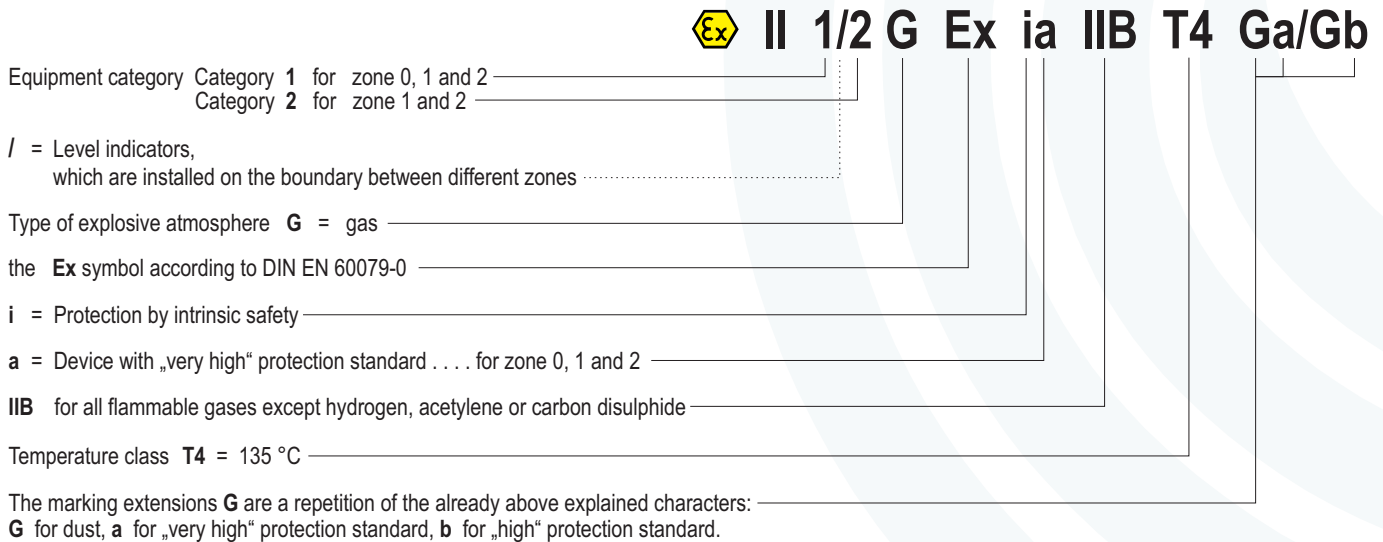 Ex II 1/2 G Ex ia IIB T4 Ga/Gb
Equipment category Category 1 for zone 0, 1 and 2
Category 2 for zone 1 and 2
/ = Level indicators,
which are installed on the boundary between different zones
Type of explosive atmosphere G = gas
the Ex symbol according to DIN EN 60079-0
i = Protection by intrinsic safety
a = Device with „very high“ protection standard . . . . for zone 0, 1 and 2
IIB for all flammable gases except hydrogen, acetylene or carbon disulphide
Temperature class T4 = 135 °C
The marking extensions G are a repetition of the already above explained characters:
G for dust, a for „very high“ protection standard, b for „high“ protection standard.